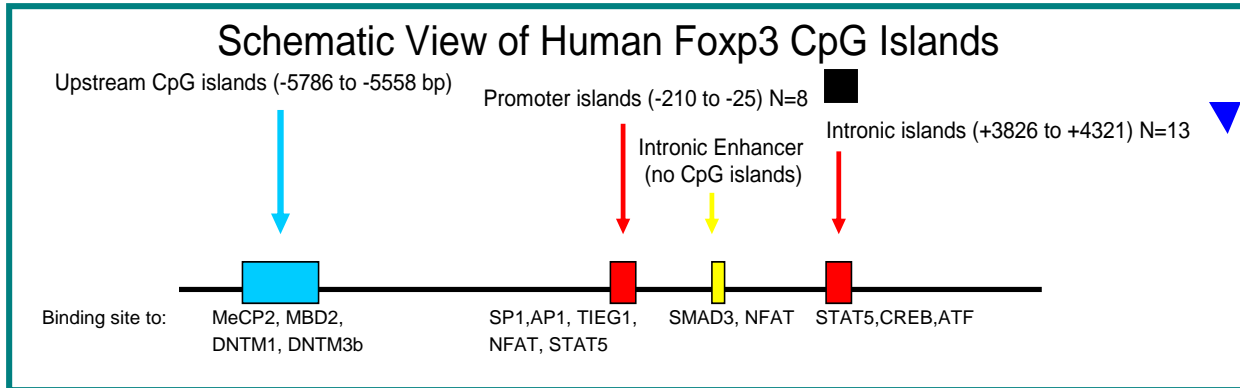 Schematic View of Human Foxp3 CpG Islands
Upstream CpG islands (-5786 to -5558 bp)
Promoter islands (-210 to -25) N=8
Intronic islands (+3826 to +4321) N=13
Intronic Enhancer
(no CpG islands)
Binding site to:
MeCP2, MBD2,
DNTM1, DNTM3b
SP1,AP1, TIEG1,
NFAT, STAT5
SMAD3, NFAT
STAT5,CREB,ATF